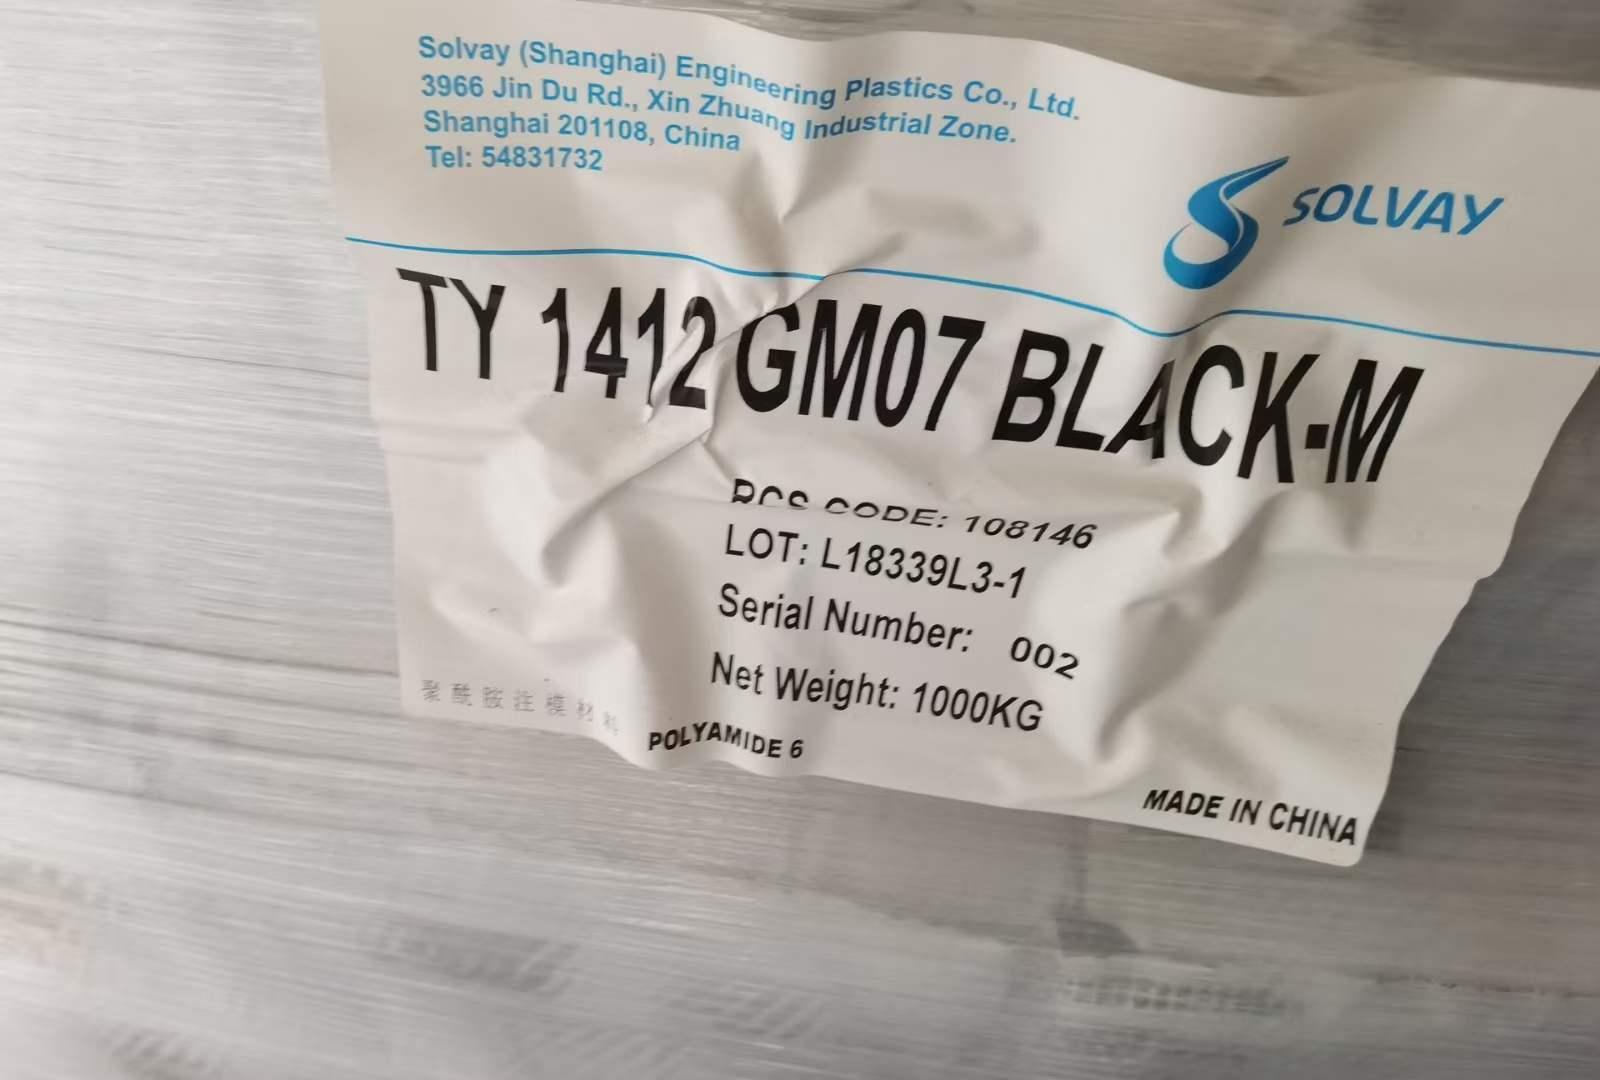 Solvay (Shanghai) Engineering Plastics Co., Ltd.
3966 Jin Du Rd., Xin Zhuang Industrial Zone.
Shanghai 201108, China
Tel: 54831732
SOLVAY
TY 1412 GM07 BLACK-M
PCS CODE: 108146
LOT: L18339L3-1
Serial Number: 002
Net Weight: 1000KG
聚酰胺注模材料
POLYAMIDE 6
MADE IN CHINA